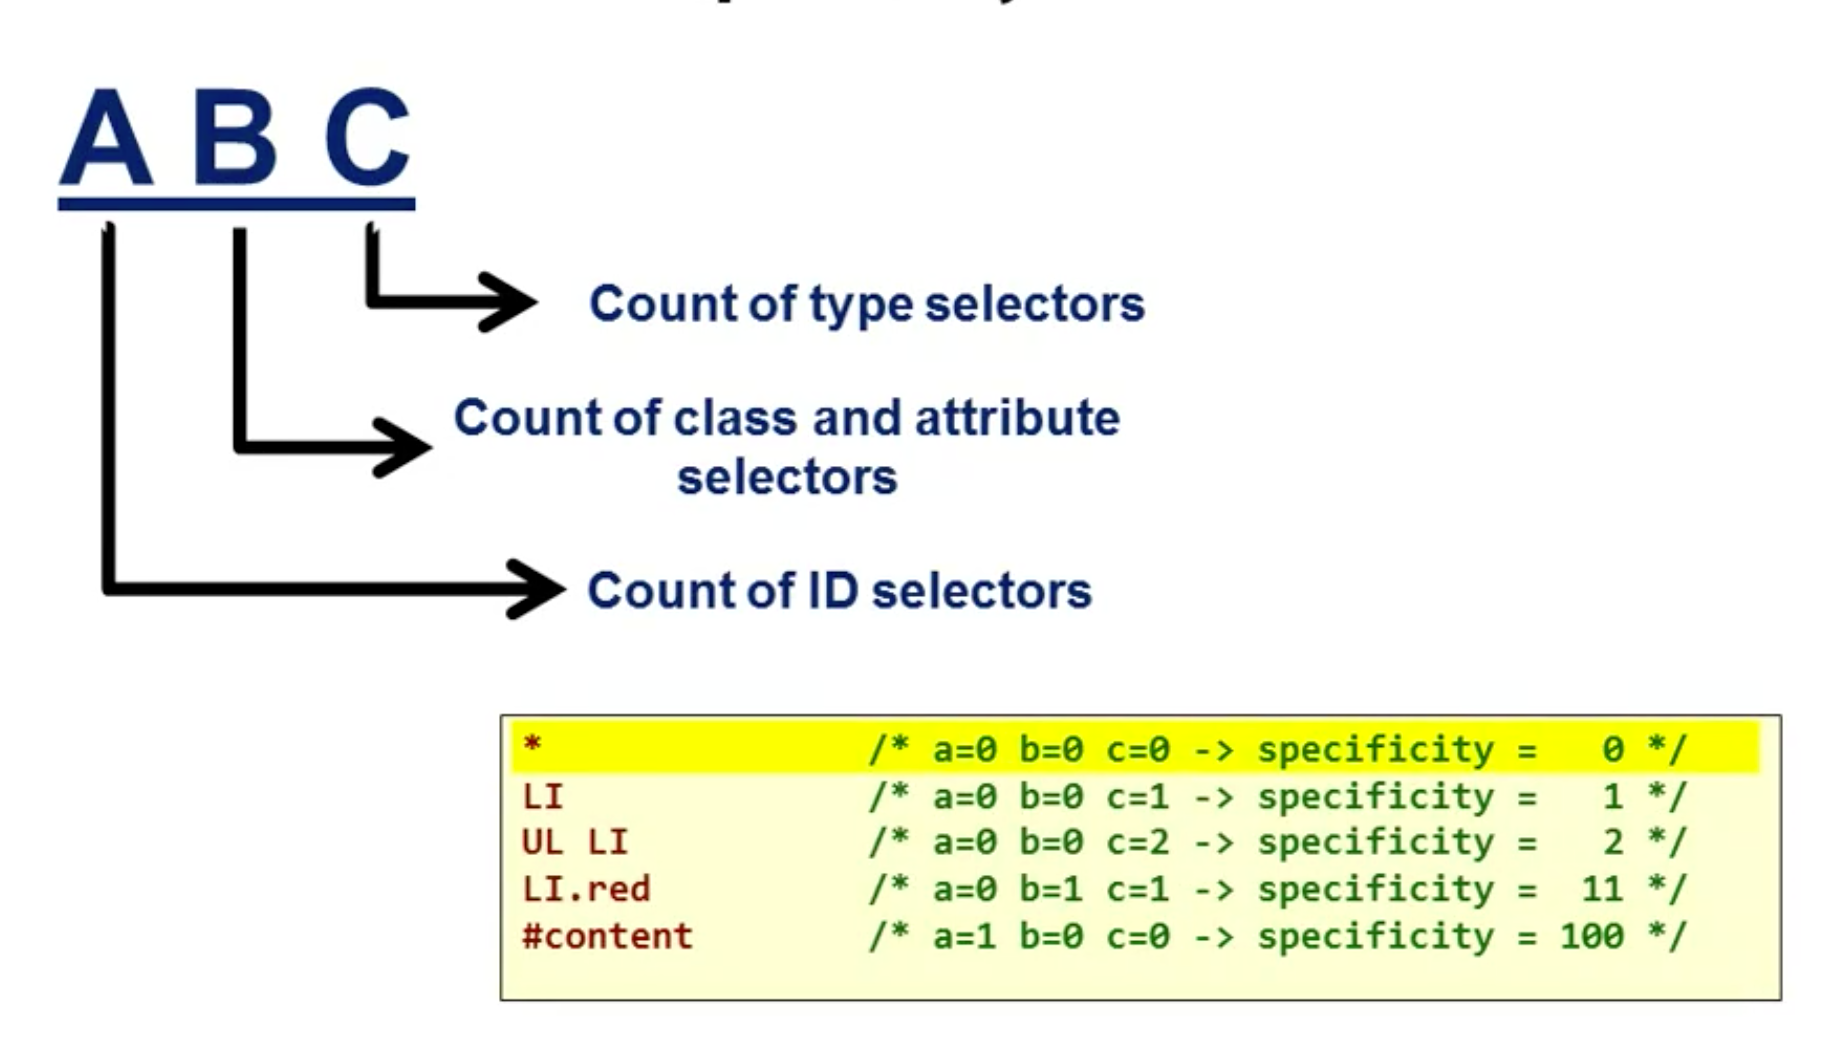 A B C
Count of type selectors
Count of class and attribute
selectors
Count of ID selectors
* /* a=0 b=0 c=0 -> specificity = 0 */
LI /* a=0 b=0 c=1 -> specificity = 1 */
UL LI /* a=0 b=0 c=2 -> specificity = 2 */
LI.red /* a=0 b=1 c=1 -> specificity = 11 */
#content /* a=1 b=0 c=0 -> specificity = 100 */